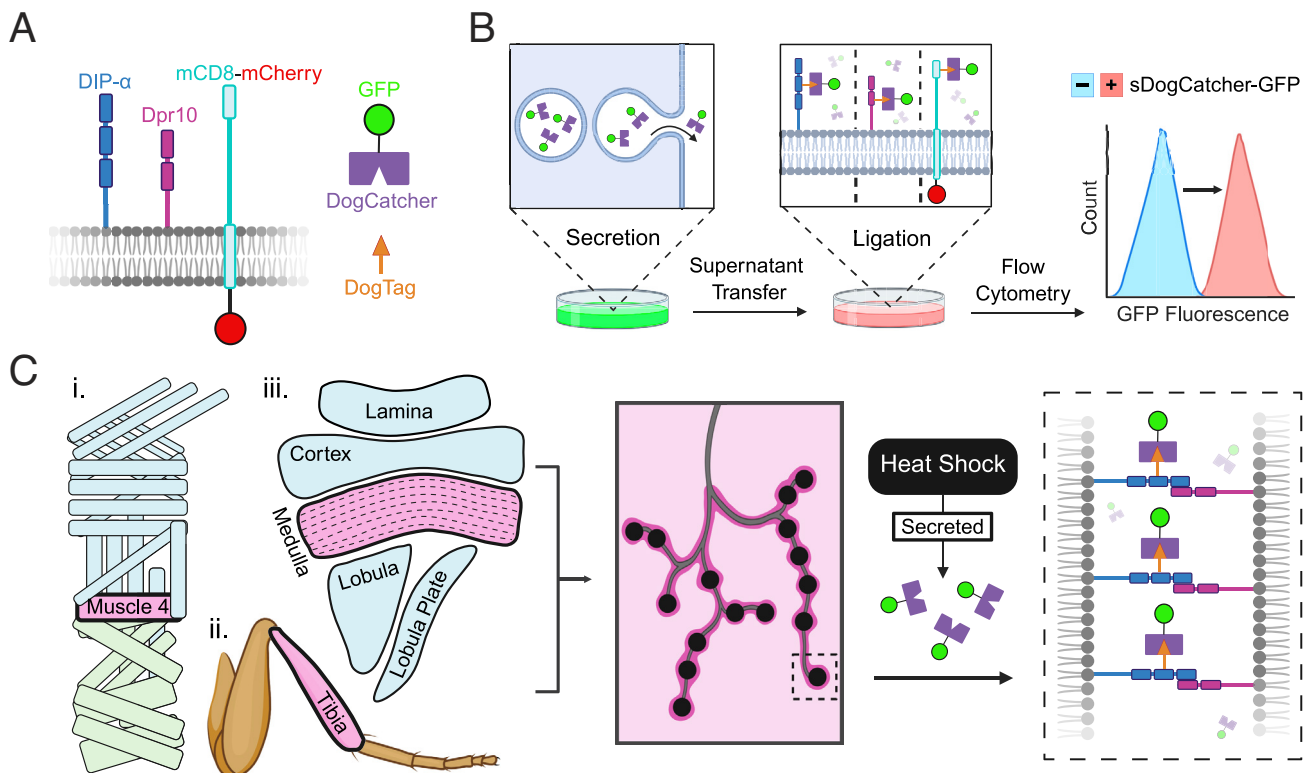 A
DIP-α
Dpr10
mCD8-mCherry
GFP
DogCatcher
DogTag
B
Secretion
Supernatant
Transfer
Ligation
Flow
Cytometry
− + sDogCatcher-GFP
Count
GFP Fluorescence
C
i.
Muscle 4
ii.
Tibia
iii.
Lamina
Cortex
Medulla
Lobula
Lobula Plate
Heat Shock
Secreted